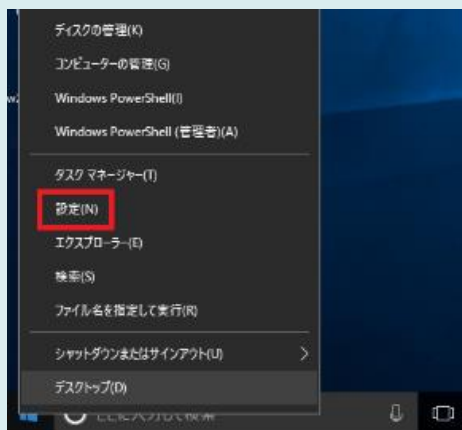 ディスクの管理(K)
コンピューターの管理(G)
Windows PowerShell(I)
Windows PowerShell (管理者)(A)
タスク マネージャー(T)
設定(N)
エクスプローラー(E)
検索(S)
ファイル名を指定して実行(R)
シャットダウンまたはサインアウト(U)
デスクトップ(D)